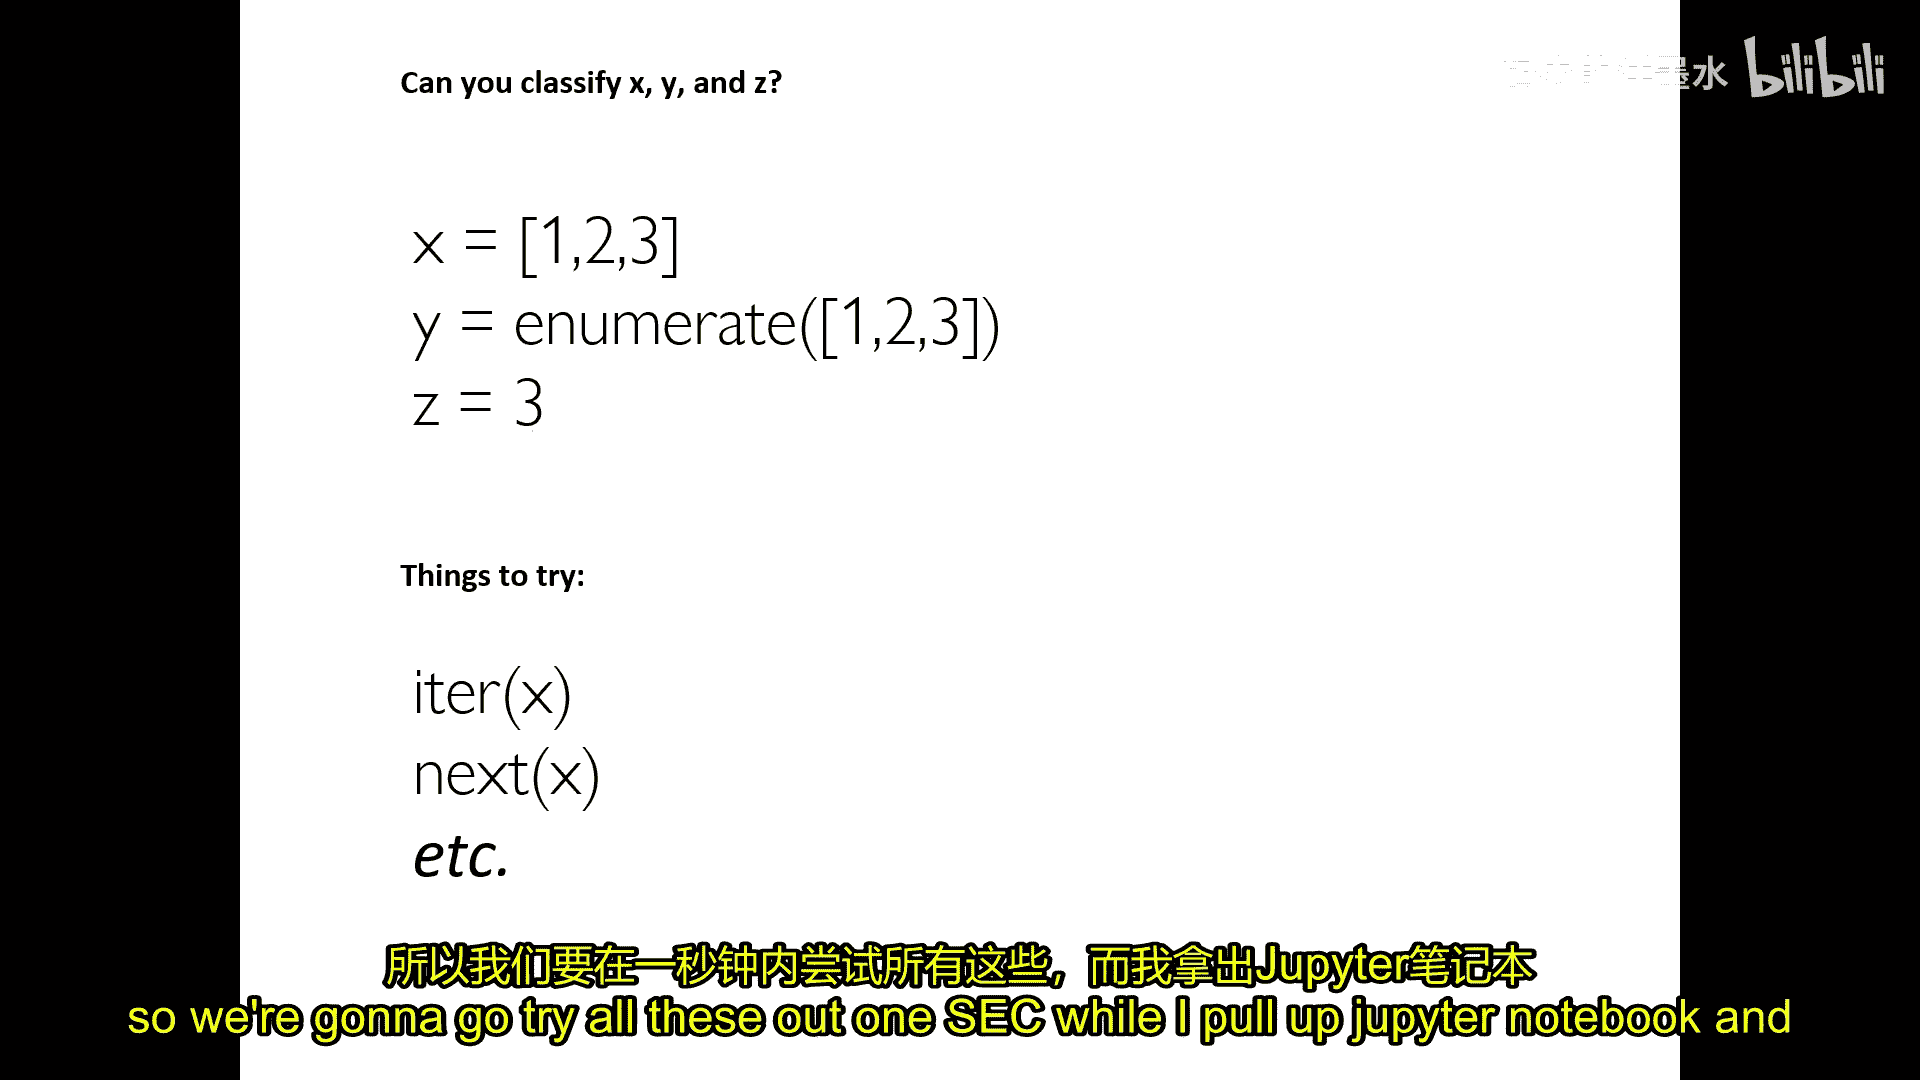 Can you classify x, y, and z?
水 bilibili
x = [1,2,3]
y = enumerate([1,2,3])
z = 3
Things to try:
iter(x)
next(x)
etc.
所以我们要在一秒钟内尝试所有这些，而我拿出Jupyter笔记本
so we're gonna go try all these out one SEC while I pull up jupyter notebook and